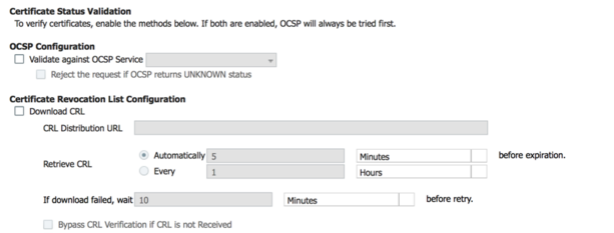 Certificate Status Validation
To verify certificates, enable the methods below. If both are enabled, OCSP will always be tried first.
OCSP Configuration
Validate against OCSP Service
Reject the request if OCSP returns UNKNOWN status
Certificate Revocation List Configuration
Download CRL
CRL Distribution URL
Retrieve CRL
Automatically 5 Minutes before expiration.
Every 1 Hours
If download failed, wait 10 Minutes before retry.
Bypass CRL Verification if CRL is not Received